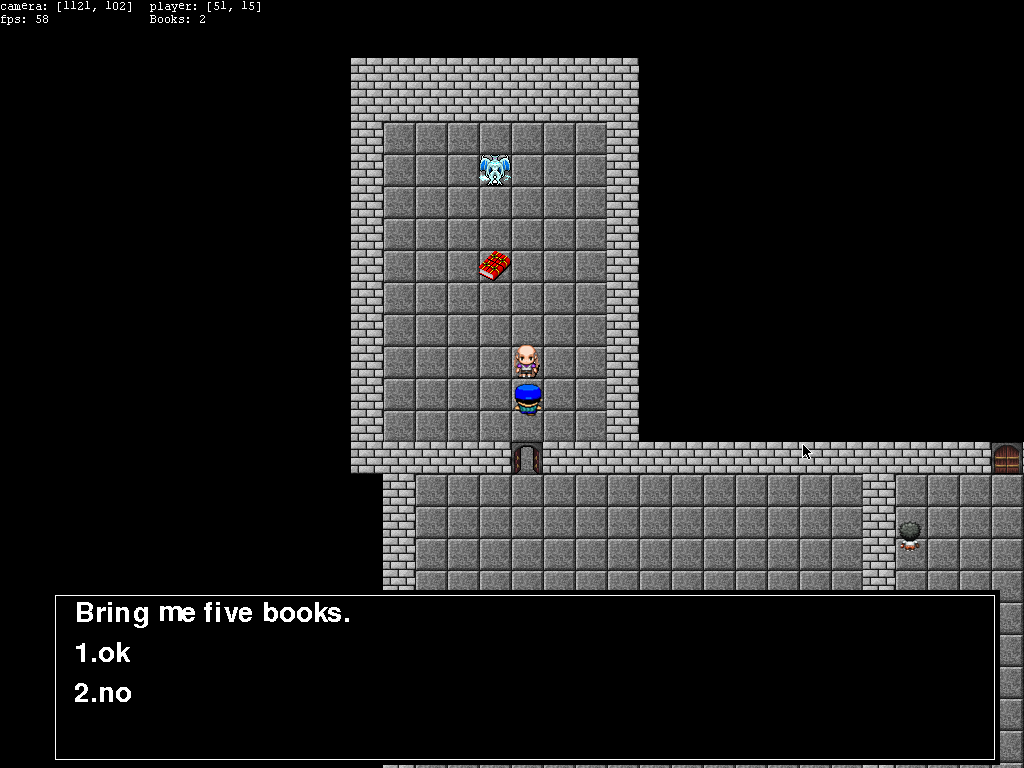 camera: [1121, 102] player: [51, 15]
fps: 58 Books: 2
Bring me five books.
1.ok
2.no